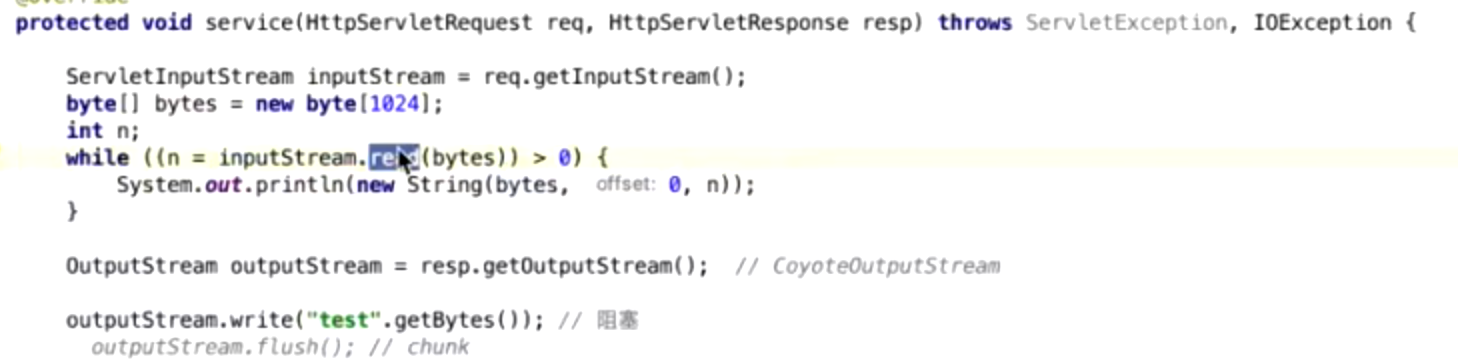 @Override
protected void service(HttpServletRequest req, HttpServletResponse resp) throws ServletException, IOException {
ServletInputStream inputStream = req.getInputStream();
byte[] bytes = new byte[1024];
int n;
while ((n = inputStream.read(bytes)) > 0) {
System.out.println(new String(bytes, offset: 0, n));
}
OutputStream outputStream = resp.getOutputStream(); // CoyoteOutputStream
outputStream.write("test".getBytes()); // 阻塞
outputStream.flush(); // chunk